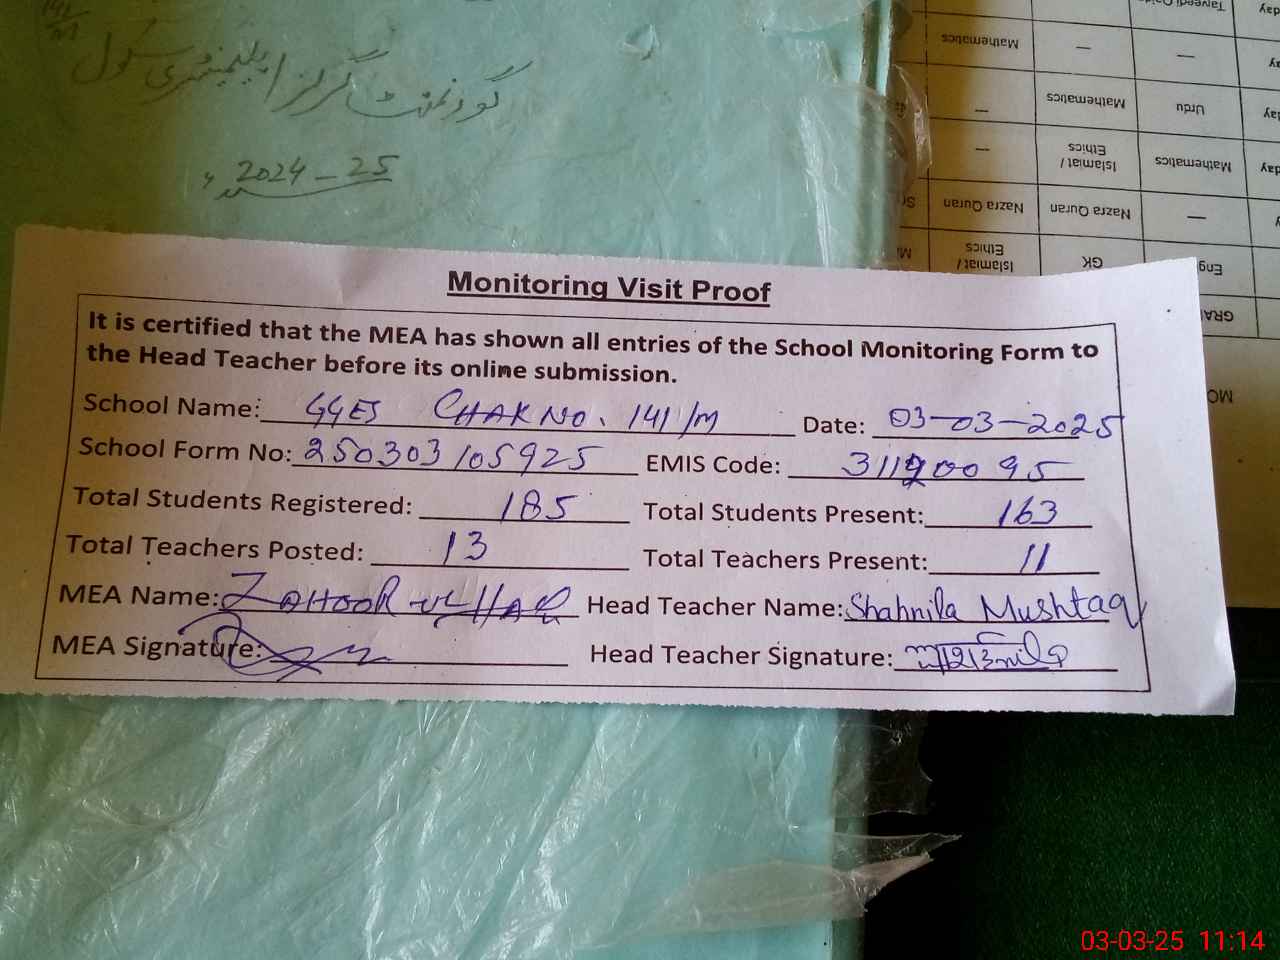 141/M
گورنمنٹ گرلز ایلیمنٹری سکول
2024-25
Monitoring Visit Proof
It is certified that the MEA has shown all entries of the School Monitoring Form to
the Head Teacher before its online submission.
School Name: GGES CHAK NO. 141/M Date: 03-03-2025
School Form No: 250303105925 EMIS Code: 31120095
Total Students Registered: 185 Total Students Present: 163
Total Teachers Posted: 13 Total Teachers Present: 11
MEA Name: ZAHOOR UL HAQ Head Teacher Name: Shahnila Mushtaq
MEA Signature: Head Teacher Signature:
Mathematics — —
— Mathematics Urdu
— Islamiat / Ethics Mathematics
Nazra Quran Nazra Quran —
Islamiat / Ethics GK Eng
GRA
03-03-25 11:14